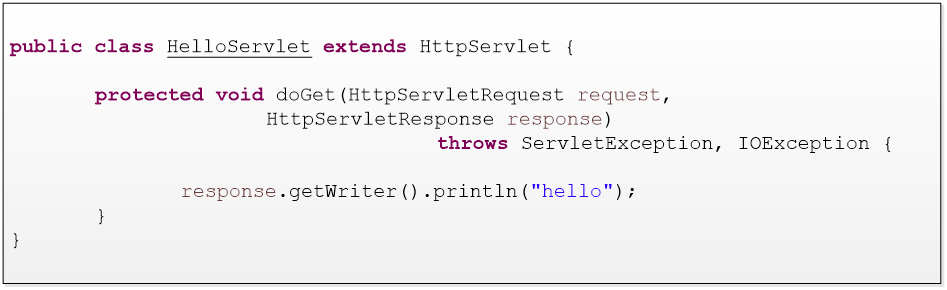 public class HelloServlet extends HttpServlet {
protected void doGet(HttpServletRequest request,
HttpServletResponse response)
throws ServletException, IOException {
response.getWriter().println("hello");
}
}